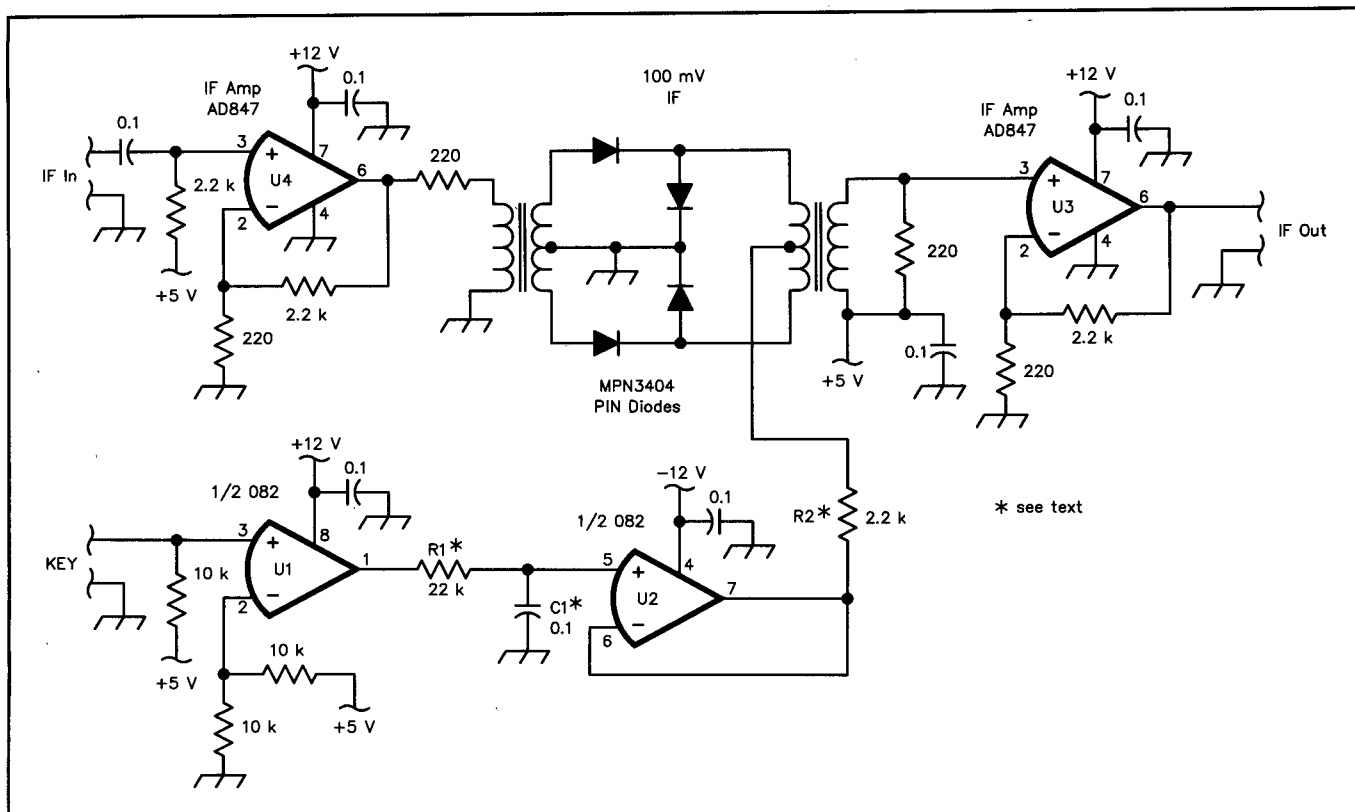 +12 V
0.1
IF Amp
AD847
0.1
3
+
7
U4
6
IF In
2.2 k
−
4
2
+5 V
2.2 k
220
220
100 mV
IF
MPN3404
PIN Diodes
+12 V
0.1
IF Amp
AD847
3
+
7
U3
6
220
−
4
2
IF Out
2.2 k
0.1
+5 V
220
+12 V
0.1
1/2 082
3
+
8
KEY
U1
1
10 k
−
2
R1*
22 k
C1*
0.1
10 k
+5 V
10 k
+5 V
−12 V
0.1
1/2 082
5
+
4
U2
7
−
6
R2*
2.2 k
* see text